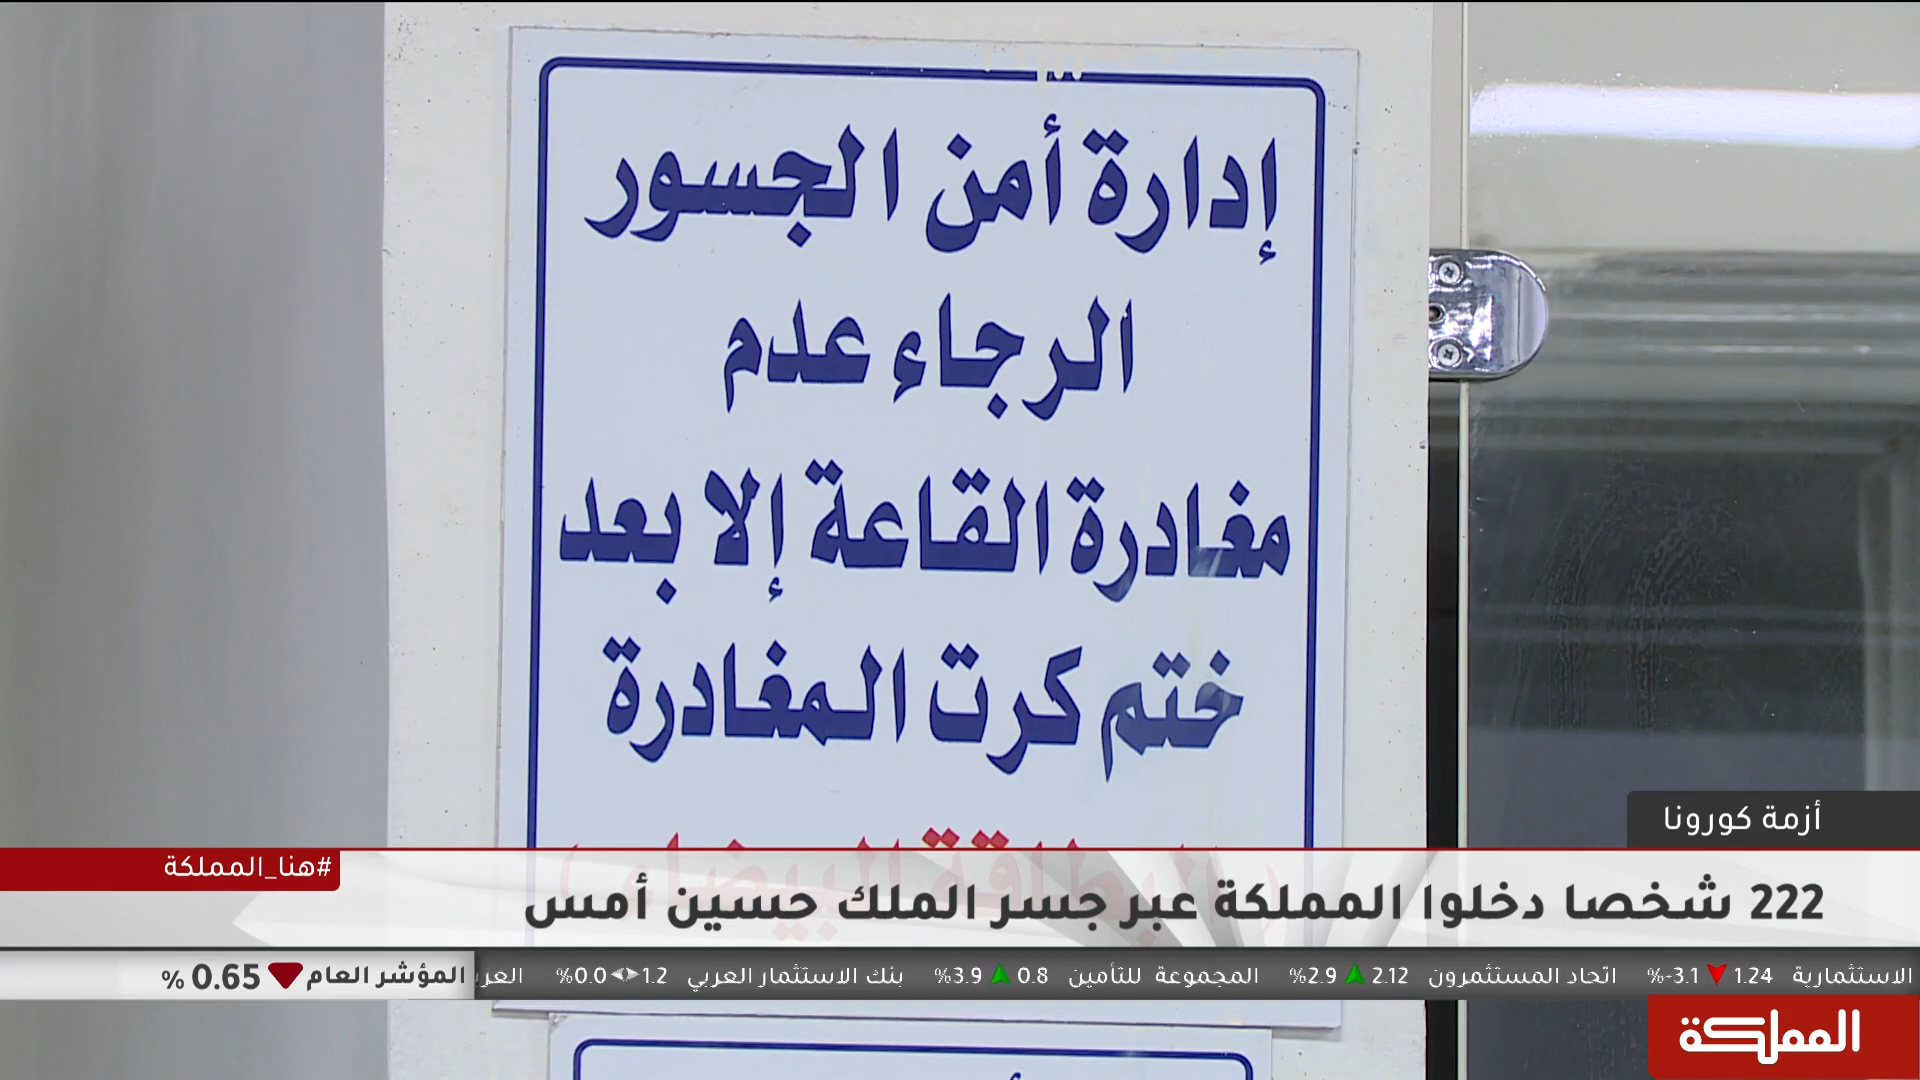 إدارة أمن الجسور
الرجاء عدم
مغادرة القاعة إلا بعد
ختم كرت المغادرة
أزمة كورونا
#هنا_المملكة
222 شخصا دخلوا المملكة عبر جسر الملك حسين أمس
الاستثمارية 1.24 %-3.1 اتحاد المستثمرون 2.12 %2.9 المجموعة للتأمين 0.8 %3.9 بنك الاستثمار العربي 1.2 %0.0
المؤشر العام 0.65 %
المملكة